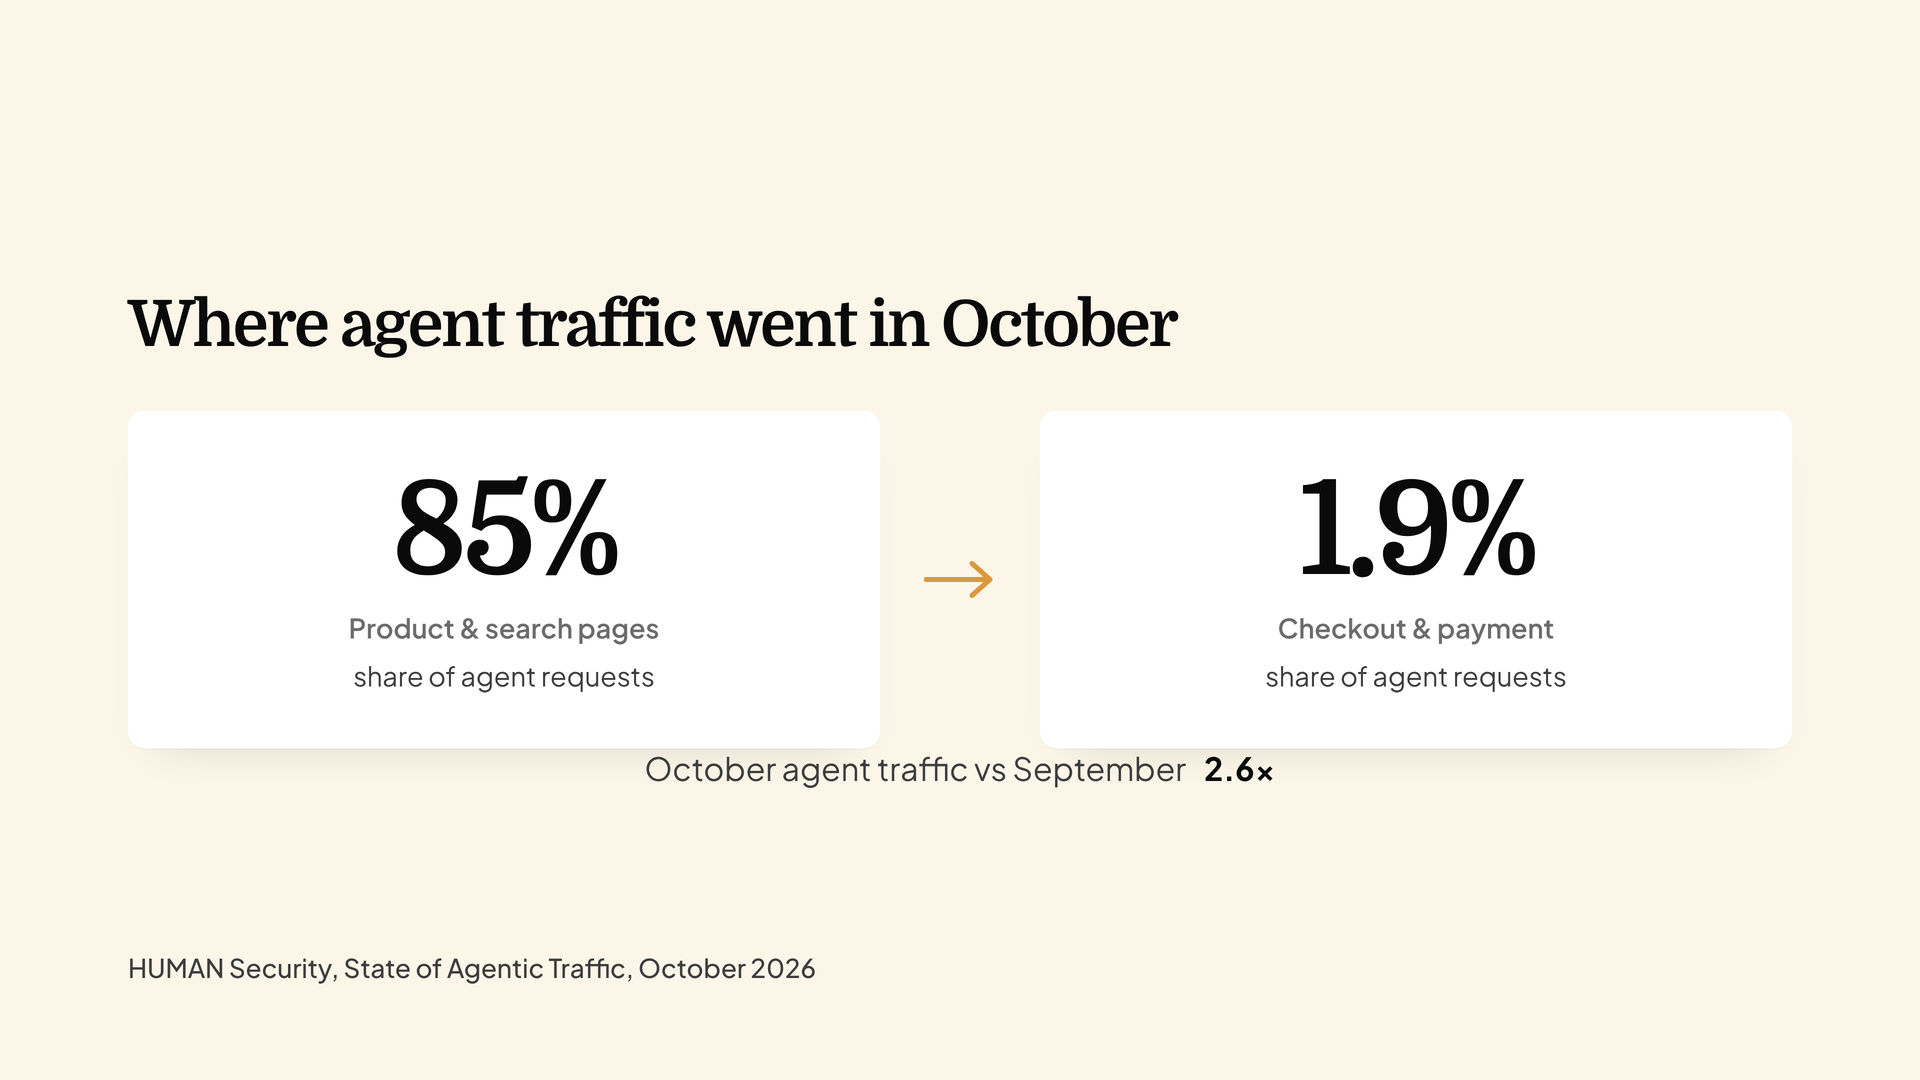 Where agent traffic went in October
85%
Product & search pages
share of agent requests
1.9%
Checkout & payment
share of agent requests
October agent traffic vs September 2.6×
HUMAN Security, State of Agentic Traffic, October 2026